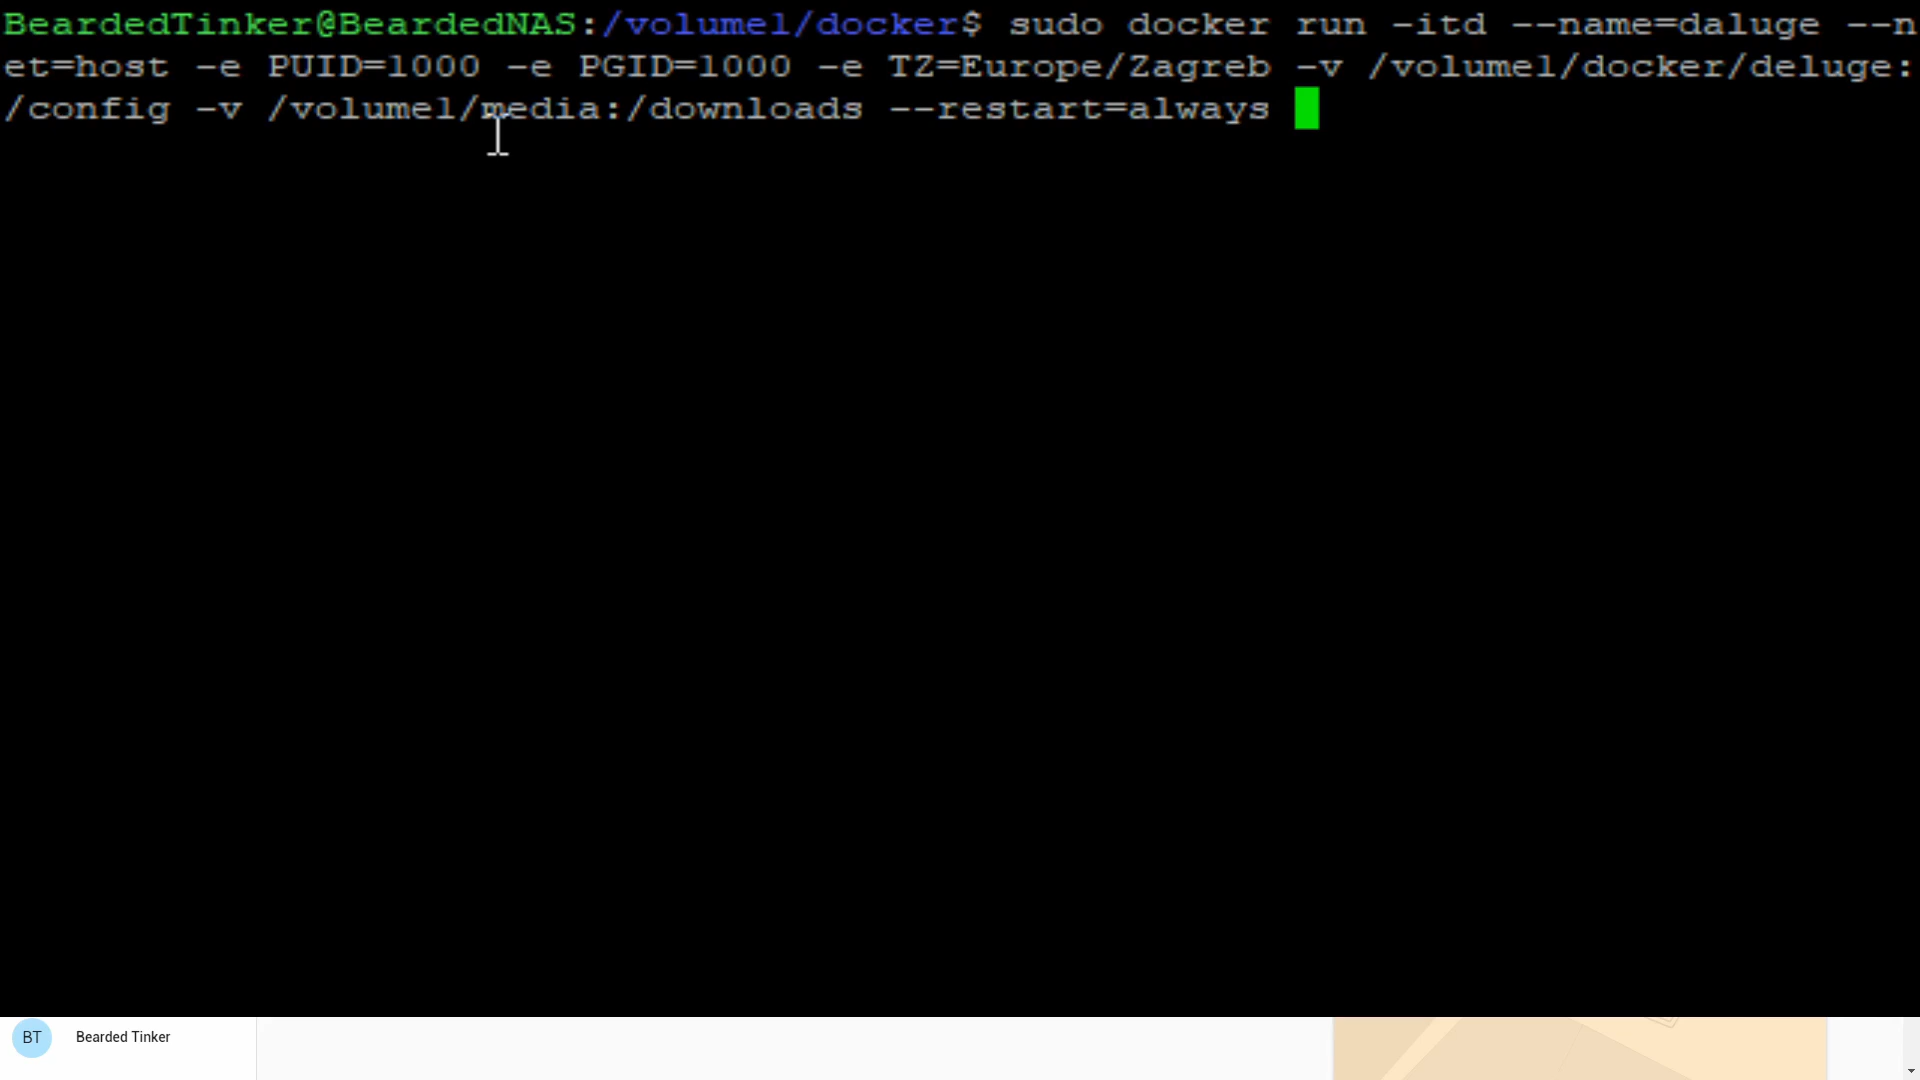 BeardedTinker@BeardedNAS:/volume1/docker$ sudo docker run -itd --name=daluge --n
et=host -e PUID=1000 -e PGID=1000 -e TZ=Europe/Zagreb -v /volume1/docker/deluge:
/config -v /volume1/media:/downloads --restart=always
BT
Bearded Tinker